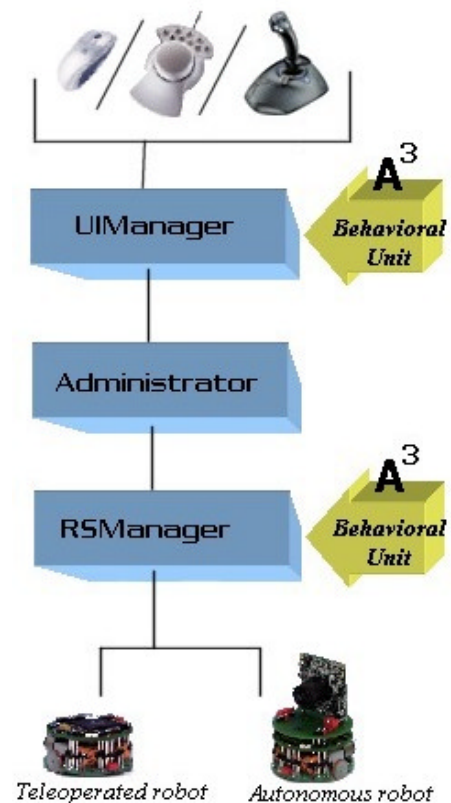 UIManager
A³
Behavioral
Unit
Administrator
RSManager
A³
Behavioral
Unit
Teleoperated robot
Autonomous robot